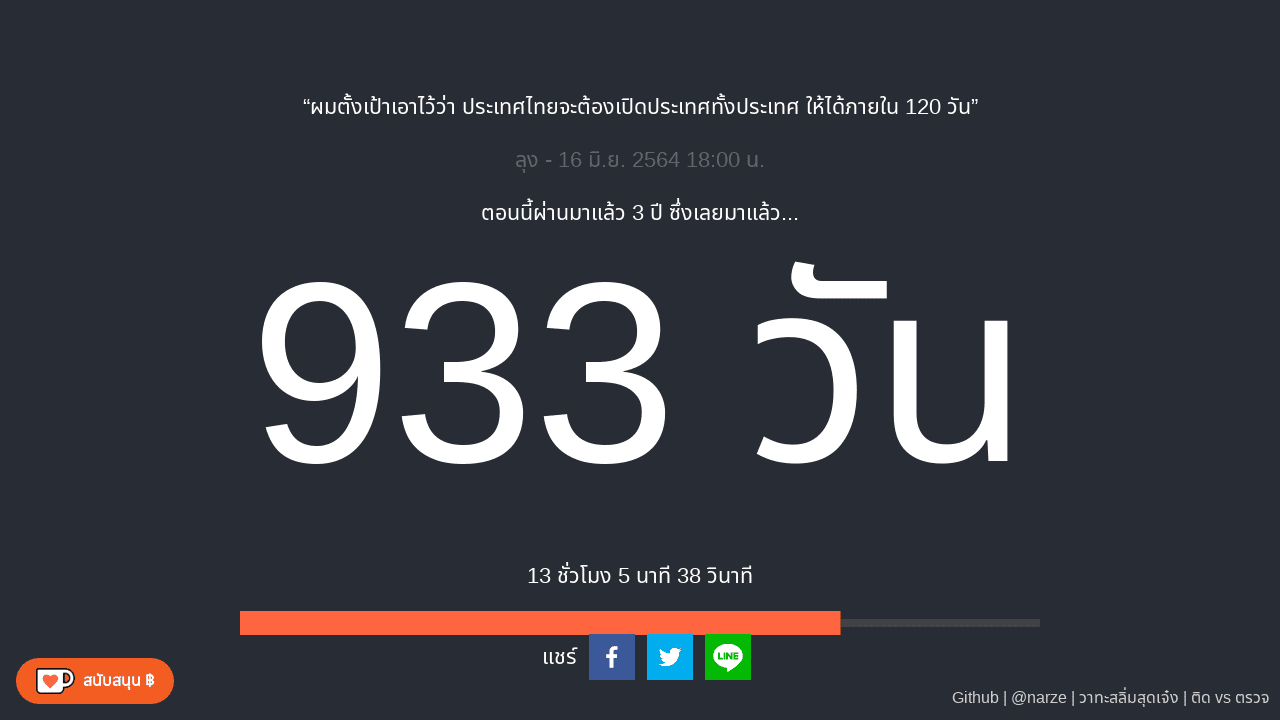 “ผมตั้งเป้าเอาไว้ว่า ประเทศไทยจะต้องเปิดประเทศทั้งประเทศ ให้ได้ภายใน 120 วัน”
ลุง - 16 มิ.ย. 2564 18:00 น.
ตอนนี้ผ่านมาแล้ว 3 ปี ซึ่งเลยมาแล้ว...
933 วัน
13 ชั่วโมง 5 นาที 38 วินาที
แชร์
LINE
สนับสนุน ฿
Github | @narze | วาทะสลิ่มสุดเจ๋ง | ติด vs ตรวจ